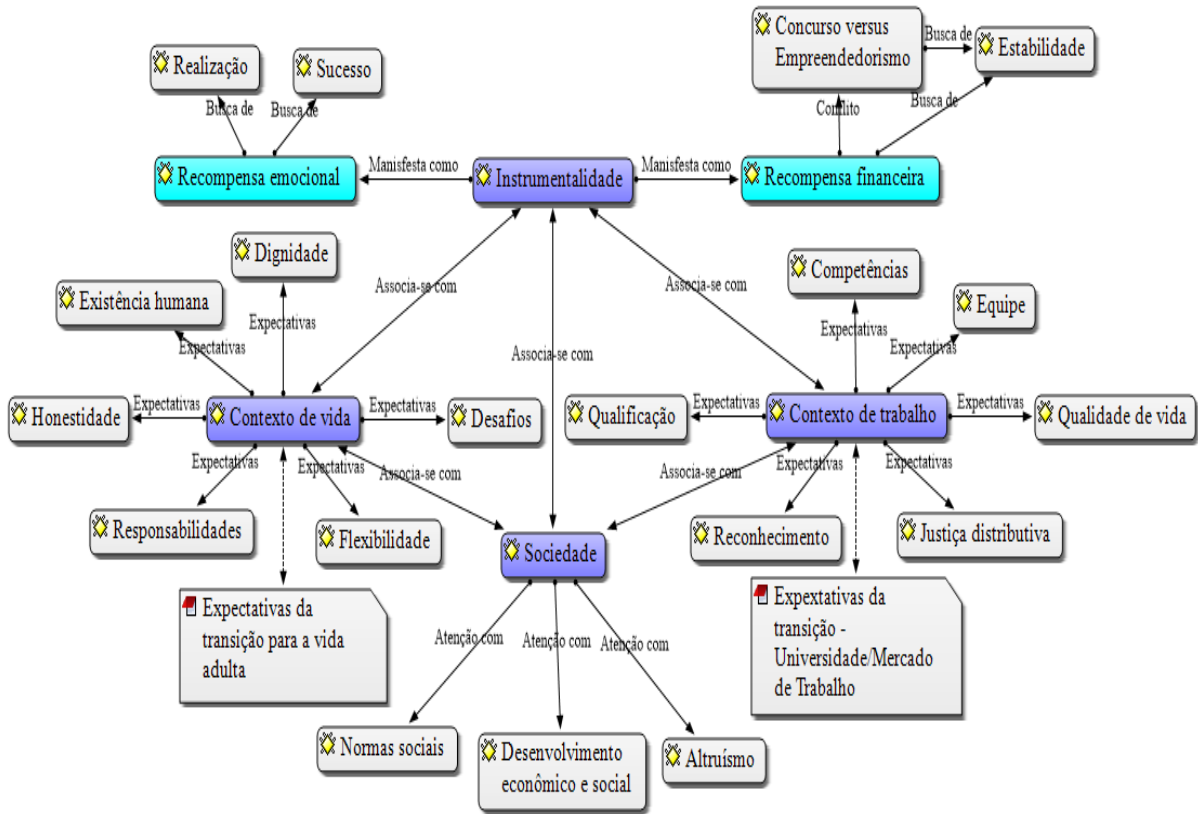 Concurso versus
Empreendedorismo
Busca de
Estabilidade
Realização
Sucesso
Busca de
Busca de
Conflito
Busca de
Recompensa emocional
Manisfesta como
Instrumentalidade
Manisfesta como
Recompensa financeira
Dignidade
Existência humana
Associa-se com
Associa-se com
Competências
Equipe
Expectativas
Expectativas
Expectativas
Expectativas
Associa-se com
Honestidade
Expectativas
Contexto de vida
Expectativas
Desafios
Qualificação
Expectativas
Contexto de trabalho
Expectativas
Qualidade de vida
Expectativas
Expectativas
Associa-se com
Associa-se com
Expectativas
Expectativas
Responsabilidades
Flexibilidade
Sociedade
Reconhecimento
Justiça distributiva
Expectativas da
transição para a vida
adulta
Expextativas da
transição -
Universidade/Mercado
de Trabalho
Atenção com
Atenção com
Atenção com
Normas sociais
Desenvolvimento
econômico e social
Altruísmo